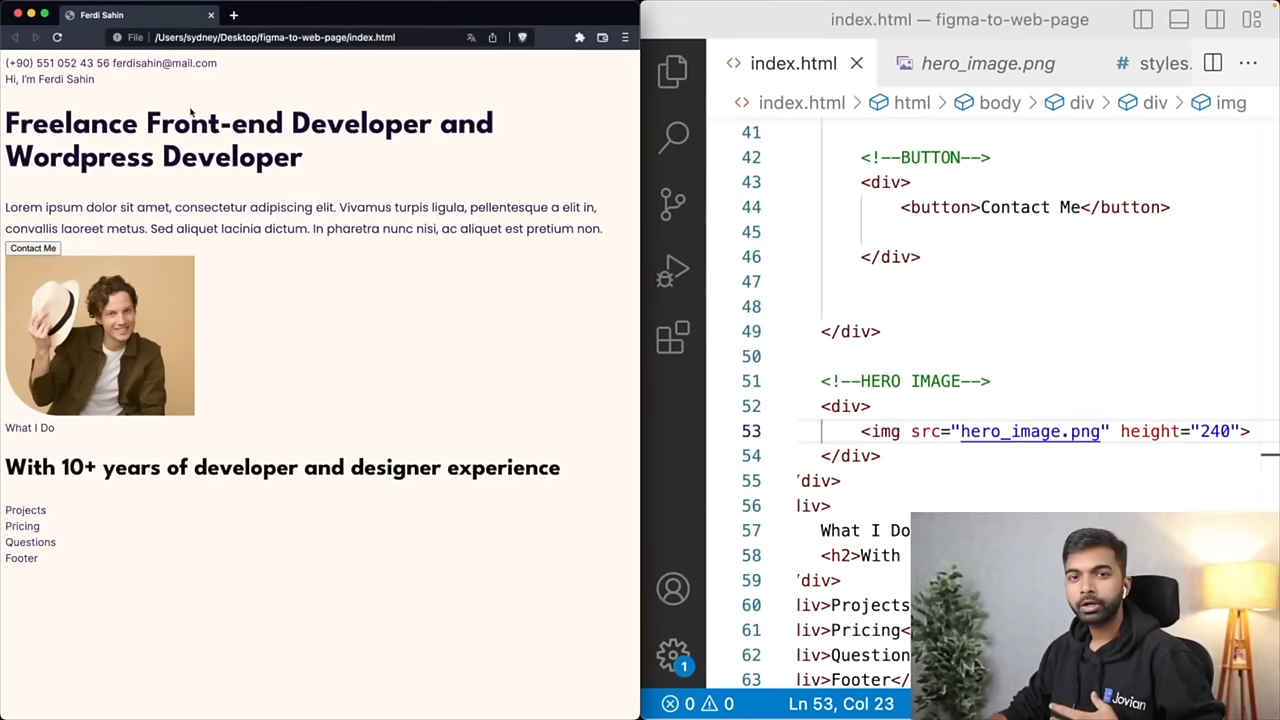 Ferdi Sahin
File
/Users/sydney/Desktop/figma-to-web-page/index.html
(+90) 551 052 43 56 ferdisahin@mail.com
Hi, I'm Ferdi Sahin
Freelance Front-end Developer and
Wordpress Developer
Lorem ipsum dolor sit amet, consectetur adipiscing elit. Vivamus turpis ligula, pellentesque a elit in,
convallis laoreet metus. Sed aliquet lacinia dictum. In pharetra nunc nisi, ac aliquet est pretium non.
Contact Me
What I Do
With 10+ years of developer and designer experience
Projects
Pricing
Questions
Footer
index.html — figma-to-web-page
<> index.html
hero_image.png
# styles.
<> index.html > html > body > div > div > img
41
42 <!--BUTTON-->
43 <div>
44 <button>Contact Me</button>
45
46 </div>
47
48
49 </div>
50
51 <!--HERO IMAGE-->
52 <div>
53 <img src="hero_image.png" height="240">
54 </div>
55 /div>
56 div>
57 What I Do
58 <h2>With
59 /div>
60 div>Projects
61 div>Pricing<
62 div>Question
63 div>Footer</
1
0 0 Ln 53, Col 23
Jovian